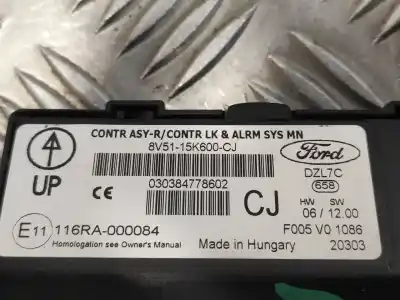 CONTR ASY-R/CONTR LK & ALRM SYS MN
8V51-15K600-CJ
Ford
DZL7C
658
UP
CE
030384778602
CJ
HW SW
06 / 12.00
E11 116RA-000084
F005 V0 1086
Homologation see Owner's Manual
Made in Hungary
20303